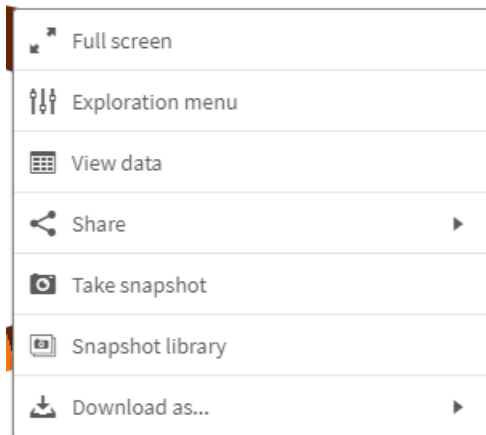 Full screen
Exploration menu
View data
Share
Take snapshot
Snapshot library
Download as...